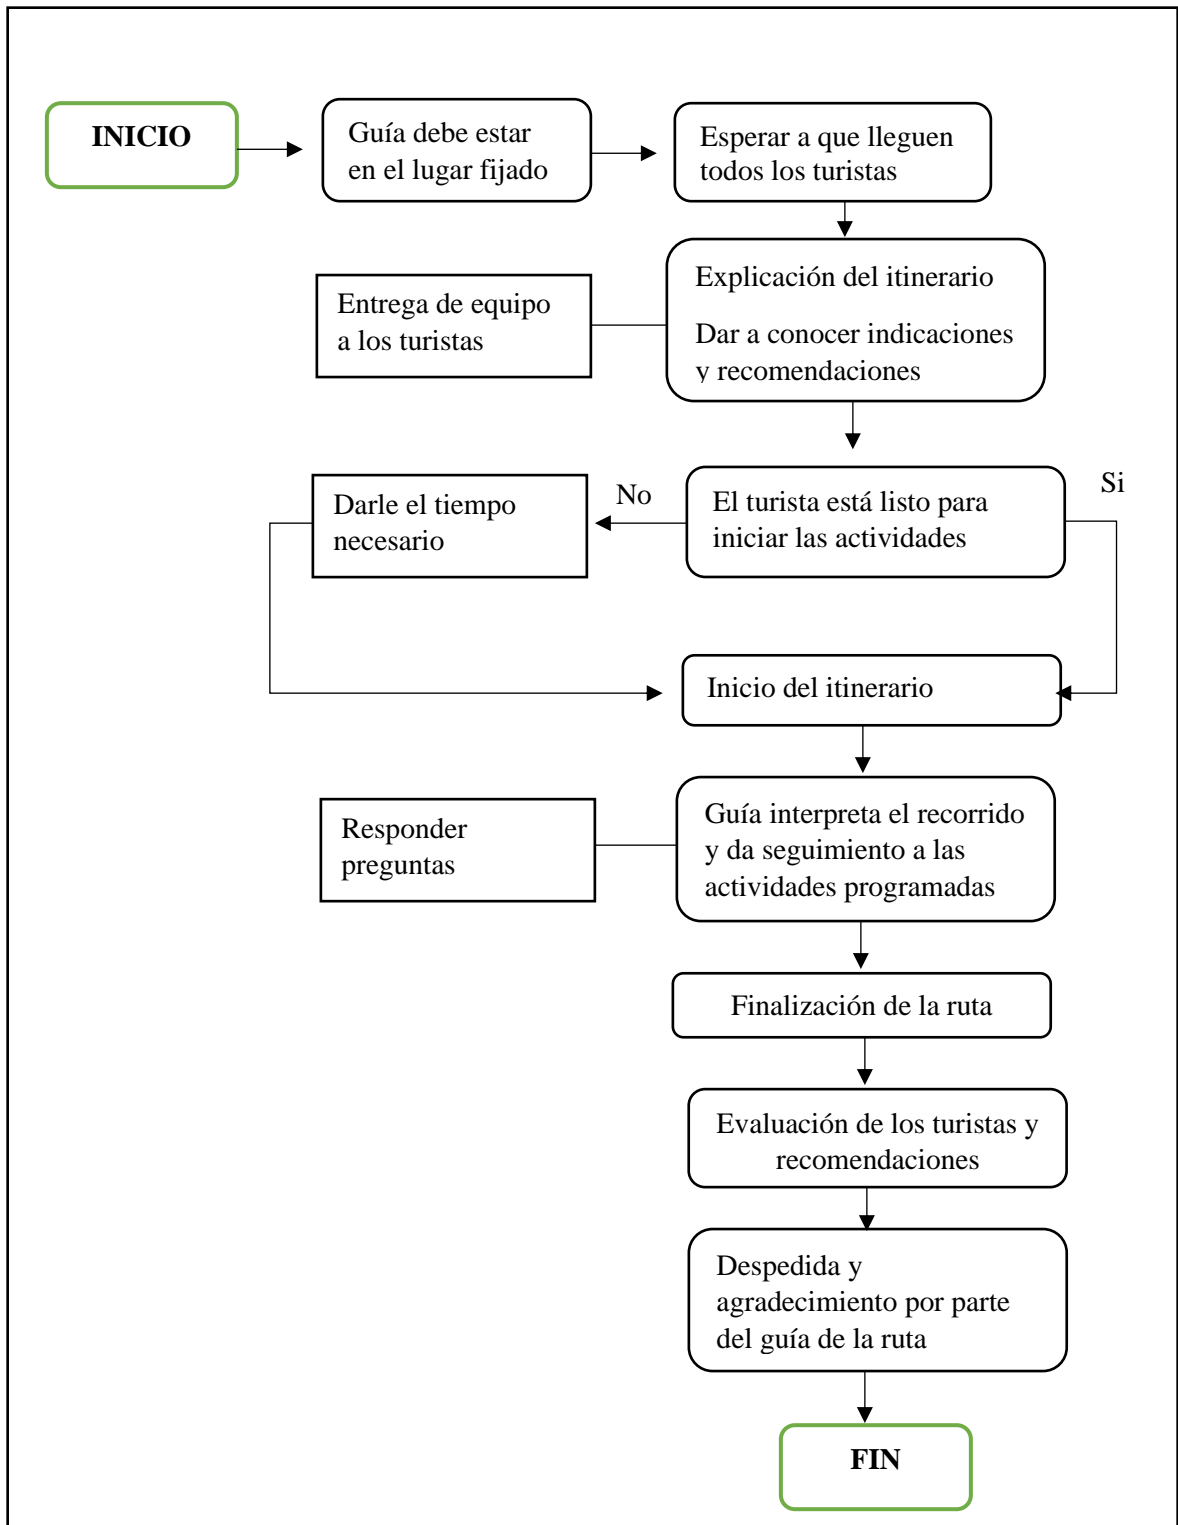 INICIO
Guía debe estar
en el lugar fijado
Esperar a que lleguen
todos los turistas
Explicación del itinerario
Dar a conocer indicaciones
y recomendaciones
Entrega de equipo
a los turistas
El turista está listo para
iniciar las actividades
No
Si
Darle el tiempo
necesario
Inicio del itinerario
Guía interpreta el recorrido
y da seguimiento a las
actividades programadas
Responder
preguntas
Finalización de la ruta
Evaluación de los turistas y
recomendaciones
Despedida y
agradecimiento por parte
del guía de la ruta
FIN